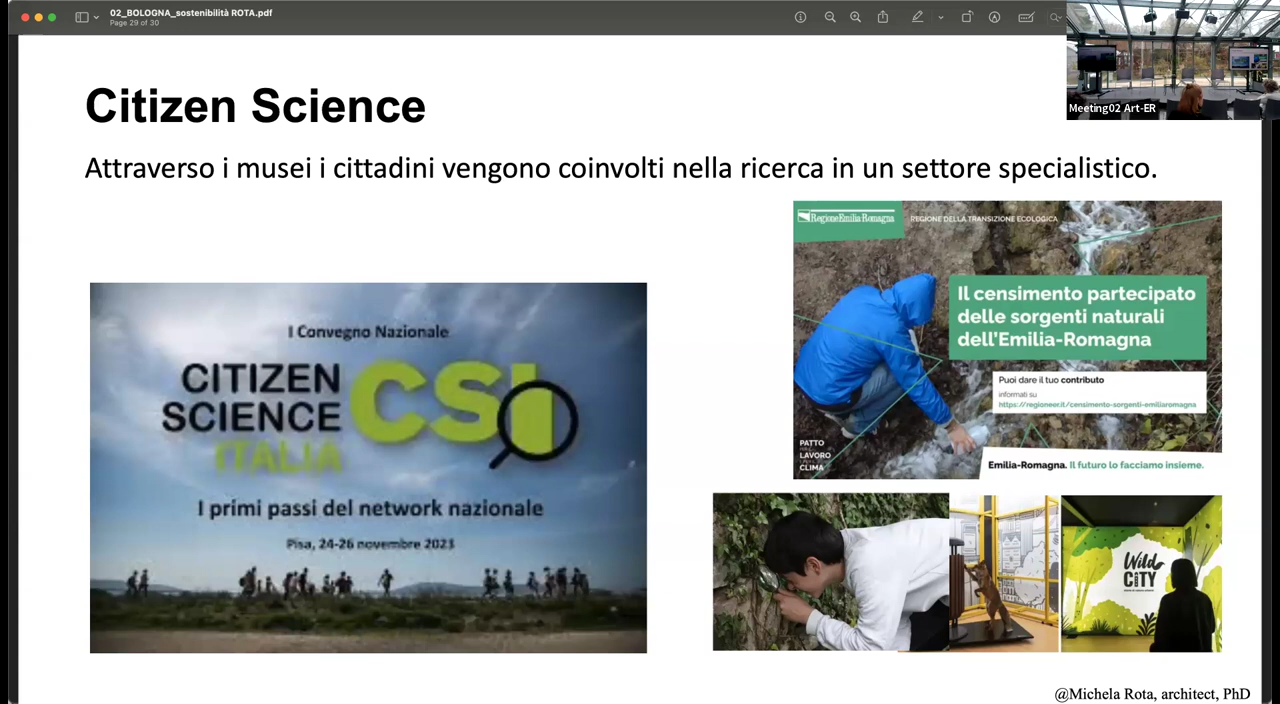 02_BOLOGNA_sostenibilità ROTA.pdf
Page 29 of 30
Meeting02 Art-ER
Citizen Science
Attraverso i musei i cittadini vengono coinvolti nella ricerca in un settore specialistico.
I Convegno Nazionale
CITIZEN
SCIENCE
ITALIA
CSI
I primi passi del network nazionale
Pisa, 24-26 novembre 2023
RegioneEmilia Romagna
REGIONE DELLA TRANSIZIONE ECOLOGICA
Il censimento partecipato
delle sorgenti naturali
dell'Emilia-Romagna
Puoi dare il tuo contributo
informati su
https://regioneer.it/censimento-sorgenti-emiliaromagna
PATTO
LAVORO
CLIMA
Emilia-Romagna. Il futuro lo facciamo insieme.
Wild
CITY
@Michela Rota, architect, PhD